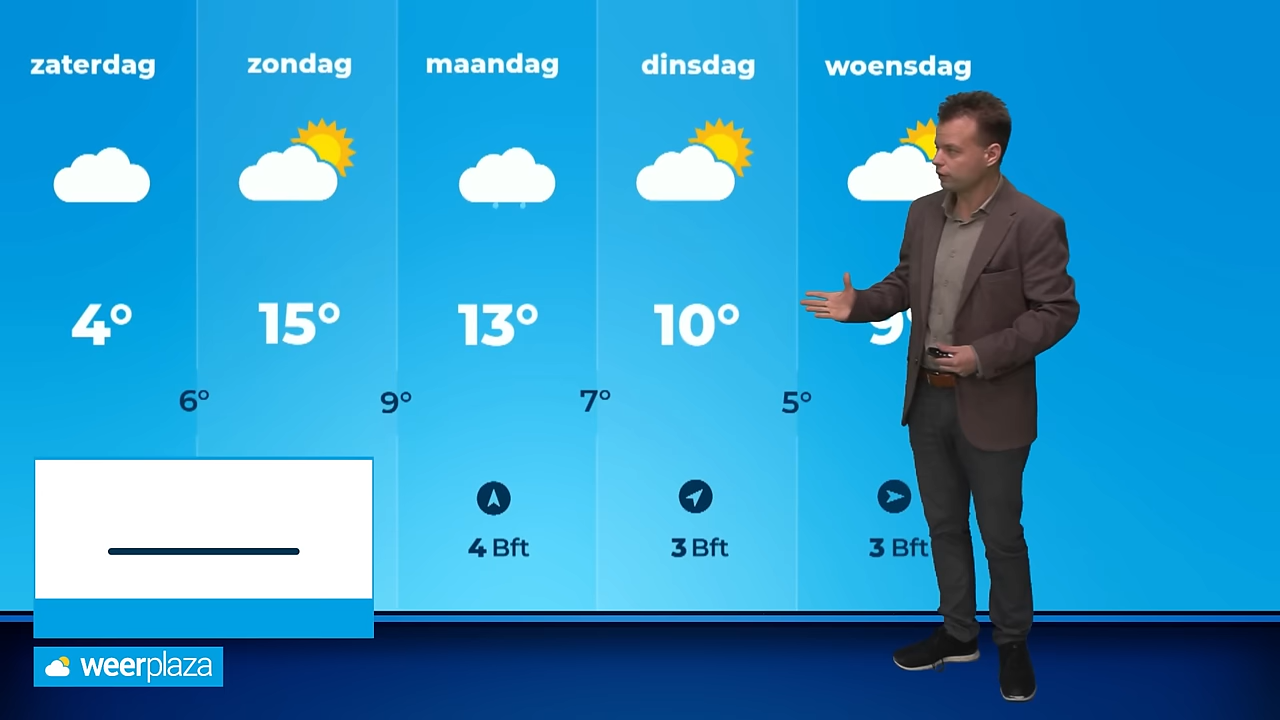 zaterdag zondag maandag dinsdag woensdag
4° 15° 13° 10° 9°
6° 9° 7° 5°
4 Bft 3 Bft 3 Bft
weerplaza